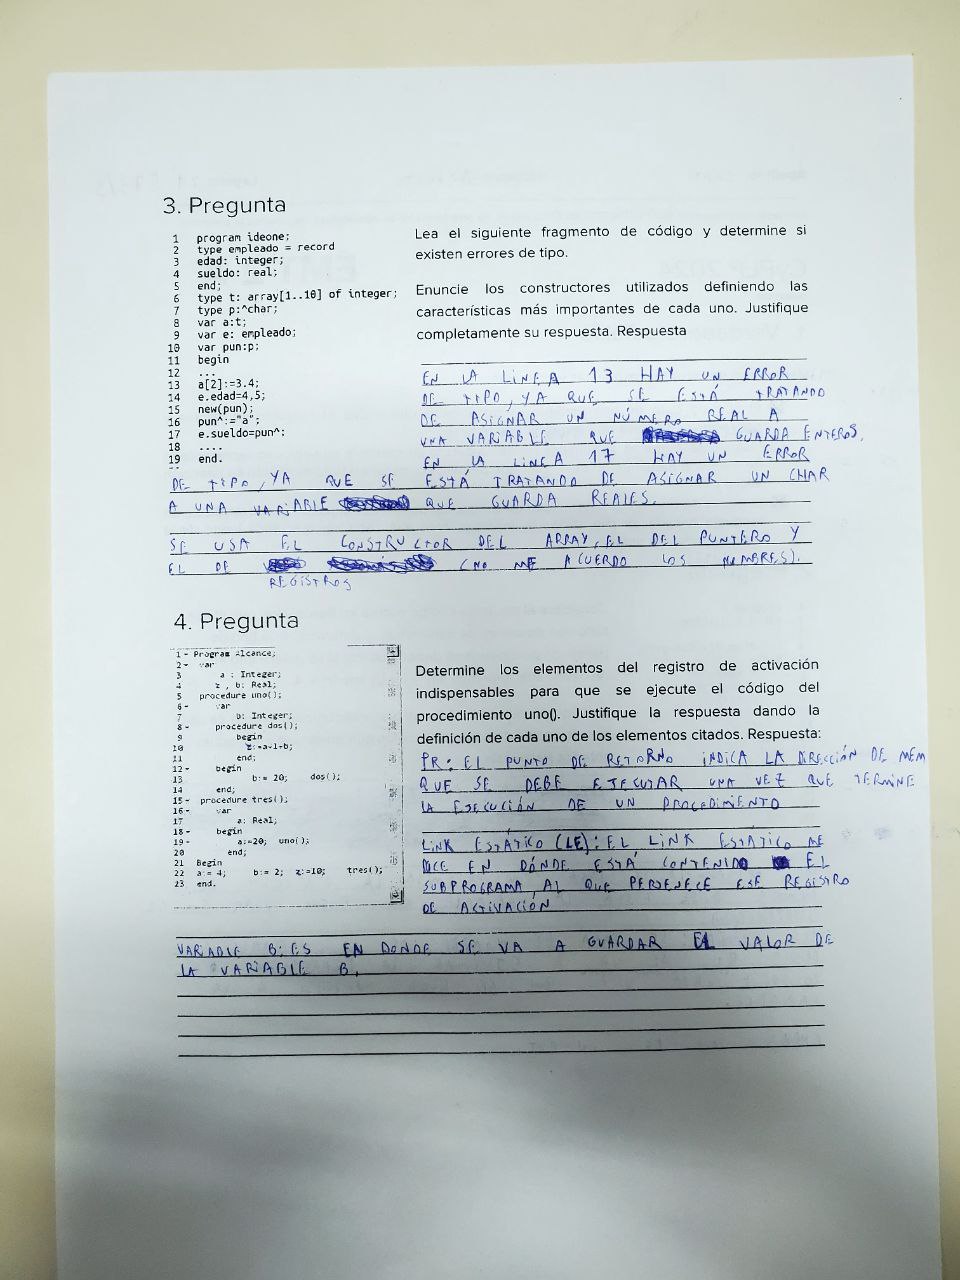 3. Pregunta
1 program ideone;
2 type empleado = record
3 edad: integer;
4 sueldo: real;
5 end;
6 type t: array[1..10] of integer;
7 type p:^char;
8 var a:t;
9 var e: empleado;
10 var pun:p;
11 begin
12 ...
13 a[2]:=3.4;
14 e.edad=4,5;
15 new(pun);
16 pun^:="a";
17 e.sueldo=pun^;
18 ....
19 end.
Lea el siguiente fragmento de código y determine si
existen errores de tipo.
Enuncie los constructores utilizados definiendo las
características más importantes de cada uno. Justifique
completamente su respuesta. Respuesta
EN LA LíNEA 13 HAY UN ERROR
DE TIPO, YA QUE SE ESTÁ TRATANDO
DE ASIGNAR UN NÚMERO REAL A
UNA VARIABLE QUE GUARDA ENTEROS.
EN LA LíNEA 17 HAY UN ERROR
DE TIPO, YA QUE SE ESTÁ TRATANDO DE ASIGNAR UN CHAR
A UNA VARIABLE QUE GUARDA REALES.
SE USA EL CONSTRUCTOR DEL ARRAY, EL DEL PUNTERO Y
EL DE (NO ME ACUERDO LOS NOMBRES).
REGISTROS
4. Pregunta
1 - Program Alcance;
2 - var
3 a : Integer;
4 z , b: Real;
5 procedure uno();
6 - var
7 b: Integer;
8 - procedure dos();
9 begin
10 z:=a+1+b;
11 end;
12 - begin
13 b:= 20; dos();
14 end;
15 - procedure tres();
16 - var
17 a: Real;
18 - begin
19 - a:=20; uno();
20 end;
21 Begin
22 a:= 4; b:= 2; z:=10; tres();
23 end.
Determine los elementos del registro de activación
indispensables para que se ejecute el código del
procedimiento uno(). Justifique la respuesta dando la
definición de cada uno de los elementos citados. Respuesta:
PR: EL PUNTO DE RETORNO iNDICA LA DIRECCIÓN DE MEM
QUE SE DEBE EJECUTAR UNA VEZ QUE TERMINE
LA EJECUCIÓN DE UN PROCEDIMIENTO
LiNK ESTÁTICO (LE): EL LINK ESTÁTICO ME
DICE EN DÓNDE ESTÁ CONTENIDO EL
SUBPROGRAMA AL QUE PERTENECE ESE REGISTRO
DE ACTIVACIÓN
VARIABLE B: ES EN DONDE SE VA A GUARDAR EL VALOR DE
LA VARIABLE B.